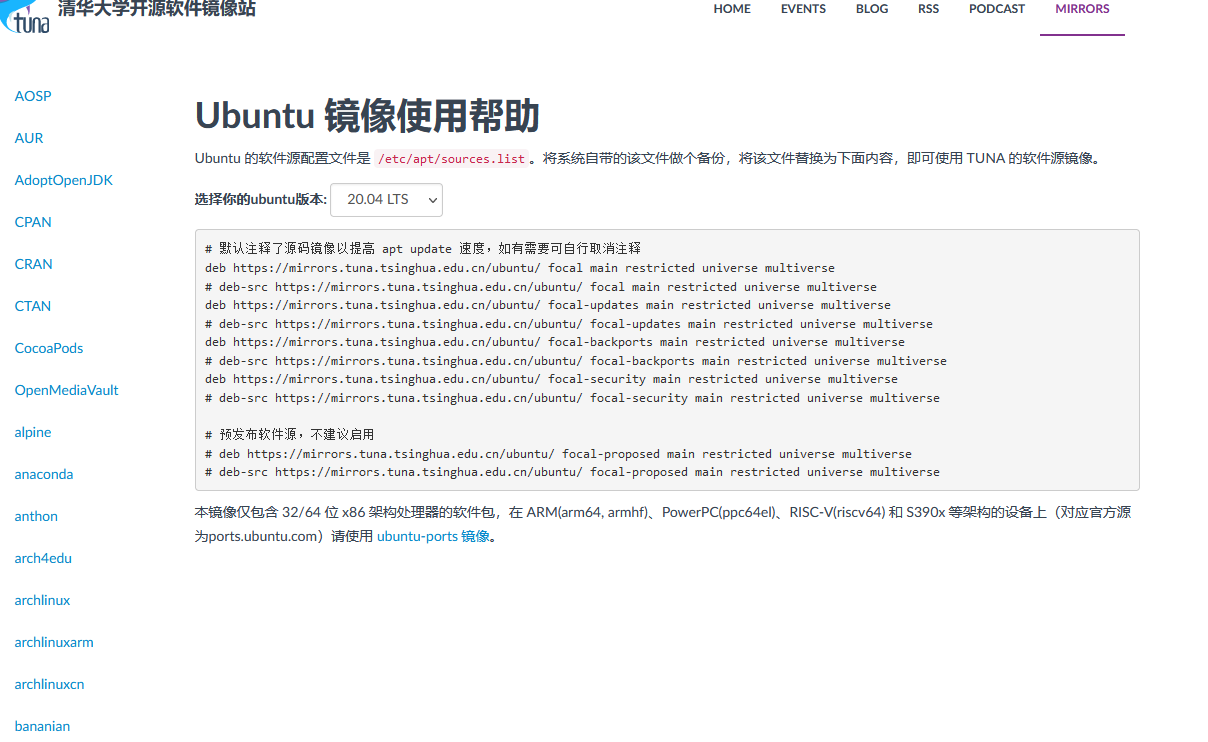 清华大学开源软件镜像站
tuna
HOME EVENTS BLOG RSS PODCAST MIRRORS
AOSP
AUR
AdoptOpenJDK
CPAN
CRAN
CTAN
CocoaPods
OpenMediaVault
alpine
anaconda
anthon
arch4edu
archlinux
archlinuxarm
archlinuxcn
bananian
Ubuntu 镜像使用帮助
Ubuntu 的软件源配置文件是 /etc/apt/sources.list。将系统自带的该文件做个备份，将该文件替换为下面内容，即可使用 TUNA 的软件源镜像。
选择你的ubuntu版本: 20.04 LTS
# 默认注释了源码镜像以提高 apt update 速度，如有需要可自行取消注释
deb https://mirrors.tuna.tsinghua.edu.cn/ubuntu/ focal main restricted universe multiverse
# deb-src https://mirrors.tuna.tsinghua.edu.cn/ubuntu/ focal main restricted universe multiverse
deb https://mirrors.tuna.tsinghua.edu.cn/ubuntu/ focal-updates main restricted universe multiverse
# deb-src https://mirrors.tuna.tsinghua.edu.cn/ubuntu/ focal-updates main restricted universe multiverse
deb https://mirrors.tuna.tsinghua.edu.cn/ubuntu/ focal-backports main restricted universe multiverse
# deb-src https://mirrors.tuna.tsinghua.edu.cn/ubuntu/ focal-backports main restricted universe multiverse
deb https://mirrors.tuna.tsinghua.edu.cn/ubuntu/ focal-security main restricted universe multiverse
# deb-src https://mirrors.tuna.tsinghua.edu.cn/ubuntu/ focal-security main restricted universe multiverse
# 预发布软件源，不建议启用
# deb https://mirrors.tuna.tsinghua.edu.cn/ubuntu/ focal-proposed main restricted universe multiverse
# deb-src https://mirrors.tuna.tsinghua.edu.cn/ubuntu/ focal-proposed main restricted universe multiverse
本镜像仅包含 32/64 位 x86 架构处理器的软件包，在 ARM(arm64, armhf)、PowerPC(ppc64el)、RISC-V(riscv64) 和 S390x 等架构的设备上（对应官方源
为ports.ubuntu.com）请使用 ubuntu-ports 镜像。